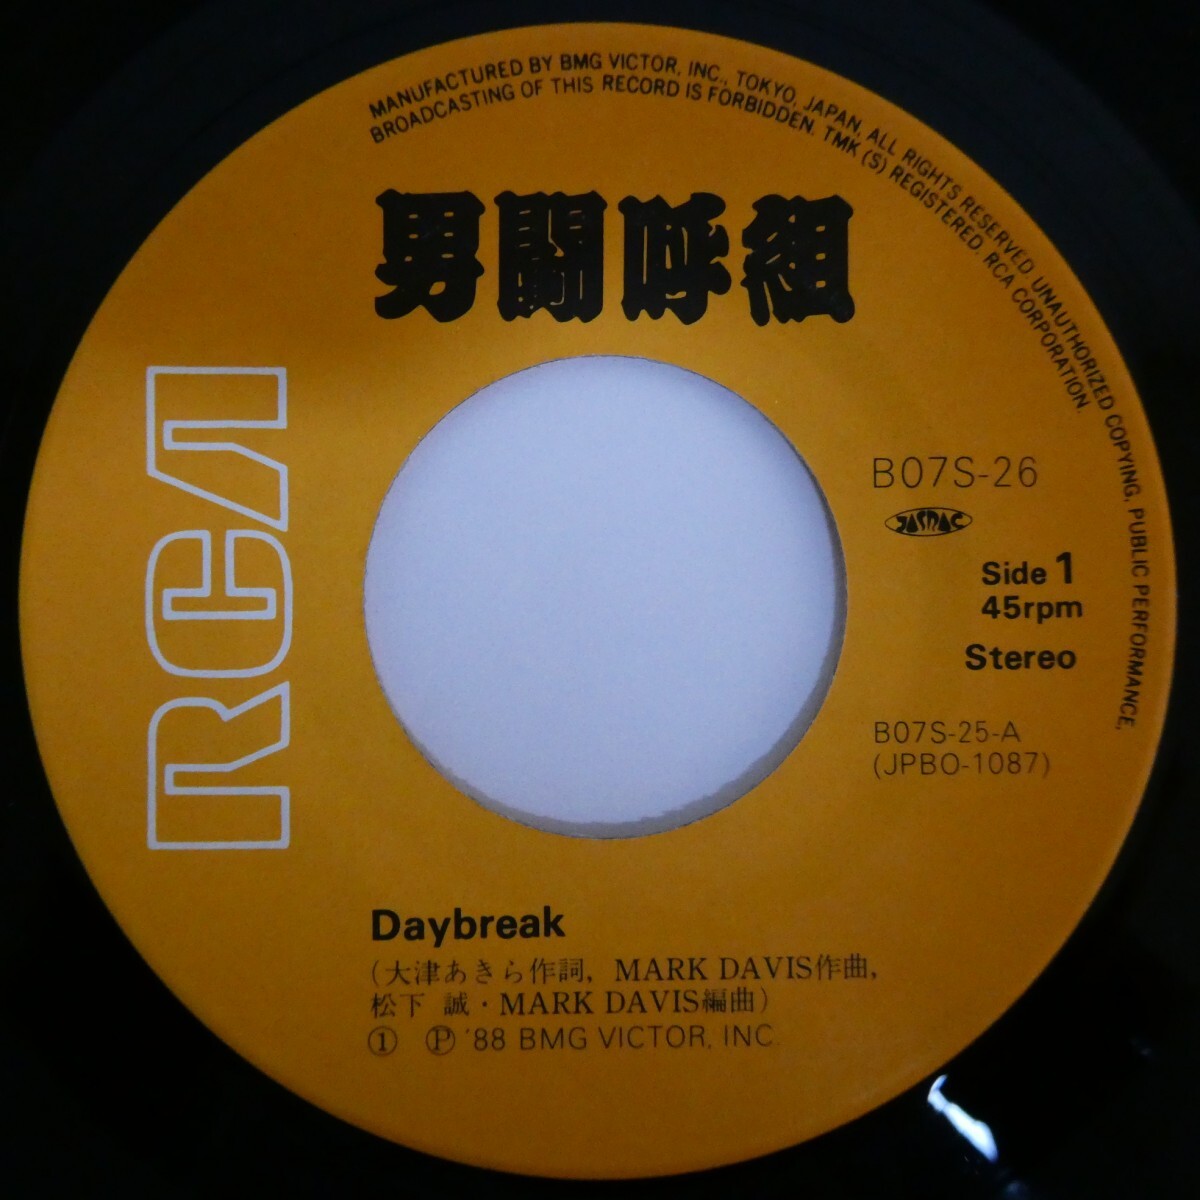 MANUFACTURED BY BMG VICTOR, INC., TOKYO, JAPAN, ALL RIGHTS RESERVED. UNAUTHORIZED COPYING, PUBLIC PERFORMANCE,
BROADCASTING OF THIS RECORD IS FORBIDDEN. TMK (S) REGISTERED. RCA CORPORATION.
男闘呼組
RCA
B07S-26
JASRAC
Side 1
45rpm
Stereo
B07S-25-A
(JPBO-1087)
Daybreak
(大津あきら作詞, MARK DAVIS作曲,
松下 誠・MARK DAVIS編曲)
① Ⓟ '88 BMG VICTOR, INC.